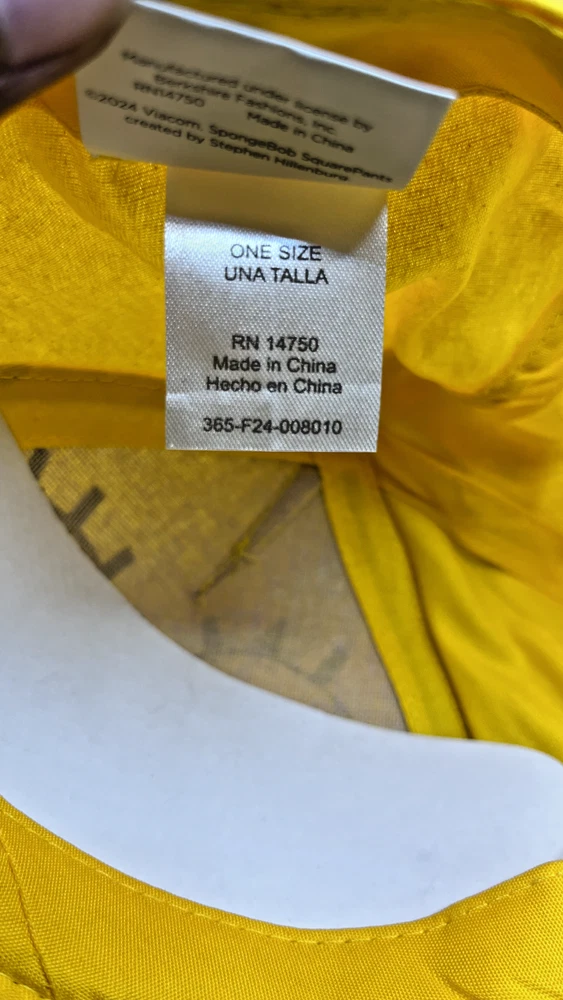 Manufactured under license by
Berkshire Fashions, Inc.
RN14750 Made in China
©2024 Viacom. SpongeBob SquarePants
created by Stephen Hillenburg
ONE SIZE
UNA TALLA
RN 14750
Made in China
Hecho en China
365-F24-008010